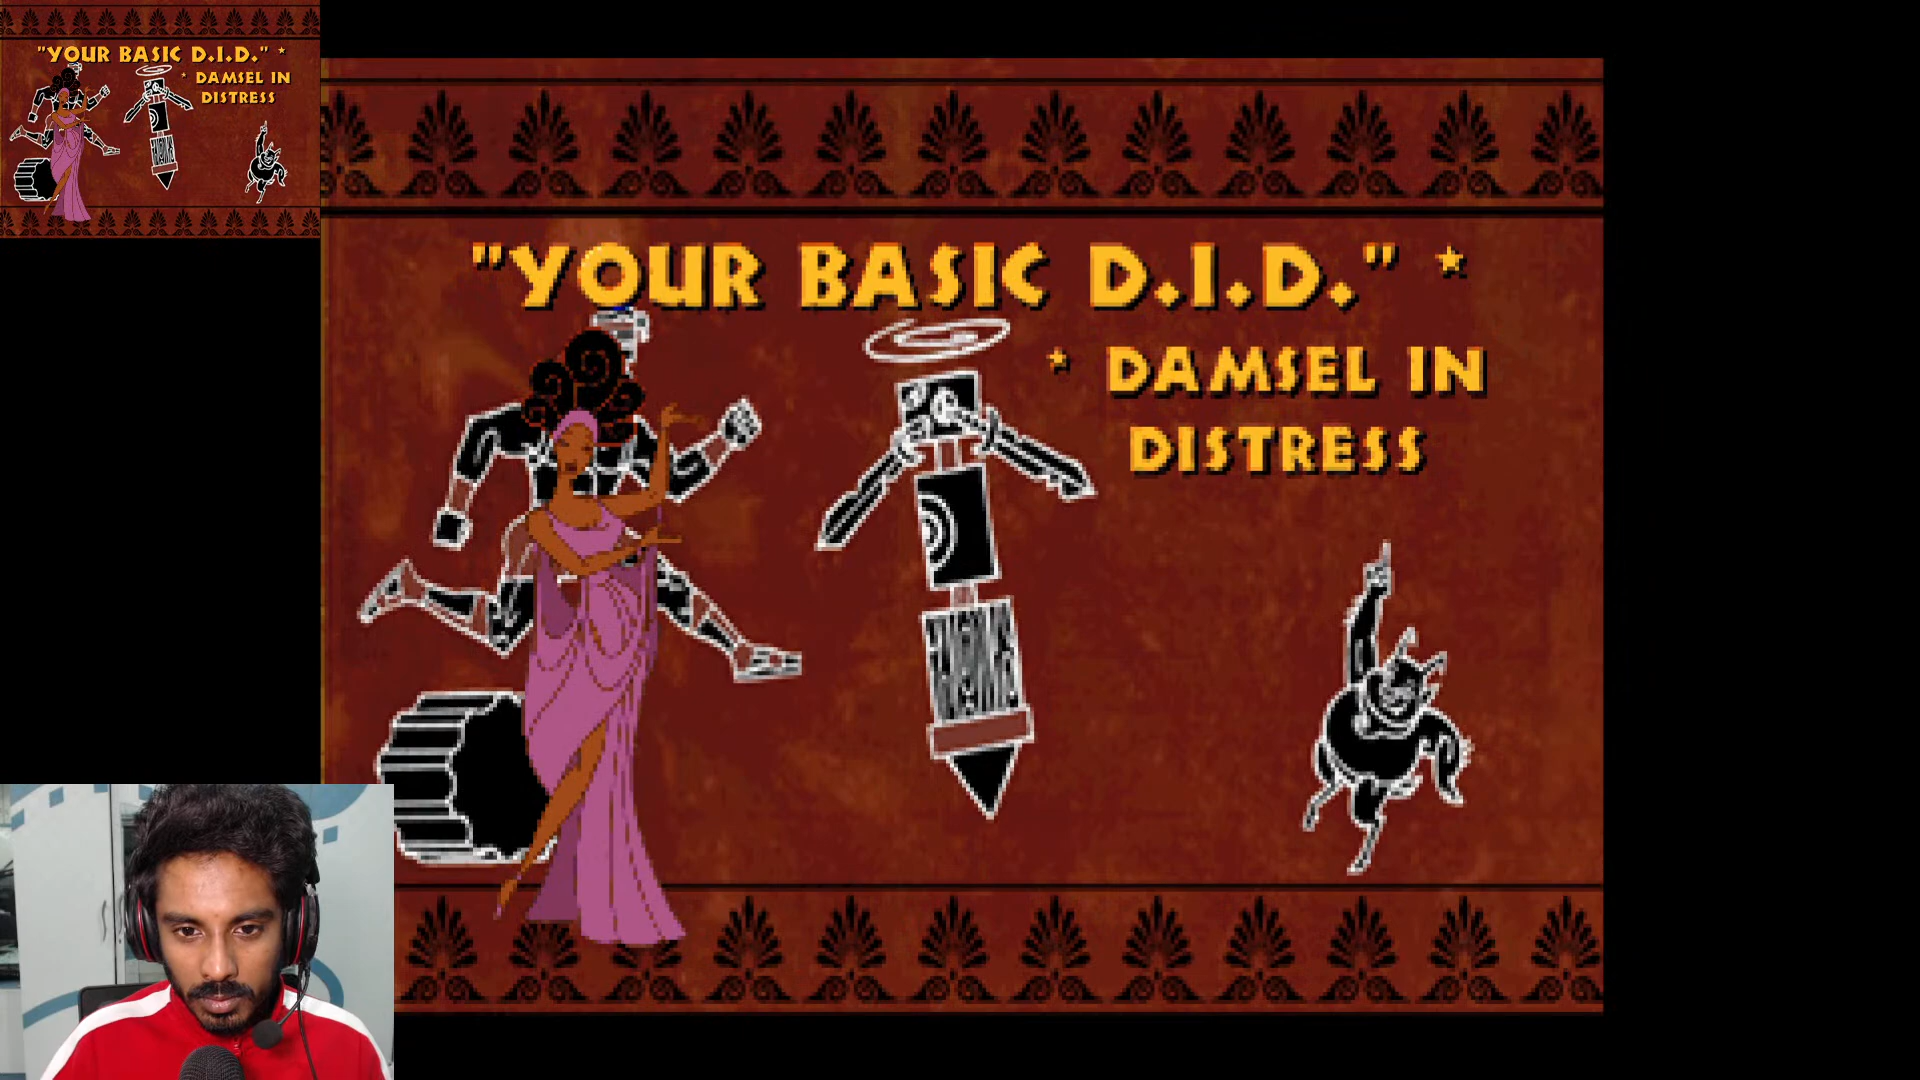 "YOUR BASIC D.I.D." *
* DAMSEL IN
DISTRESS
"YOUR BASIC D.I.D." *
* DAMSEL IN
DISTRESS